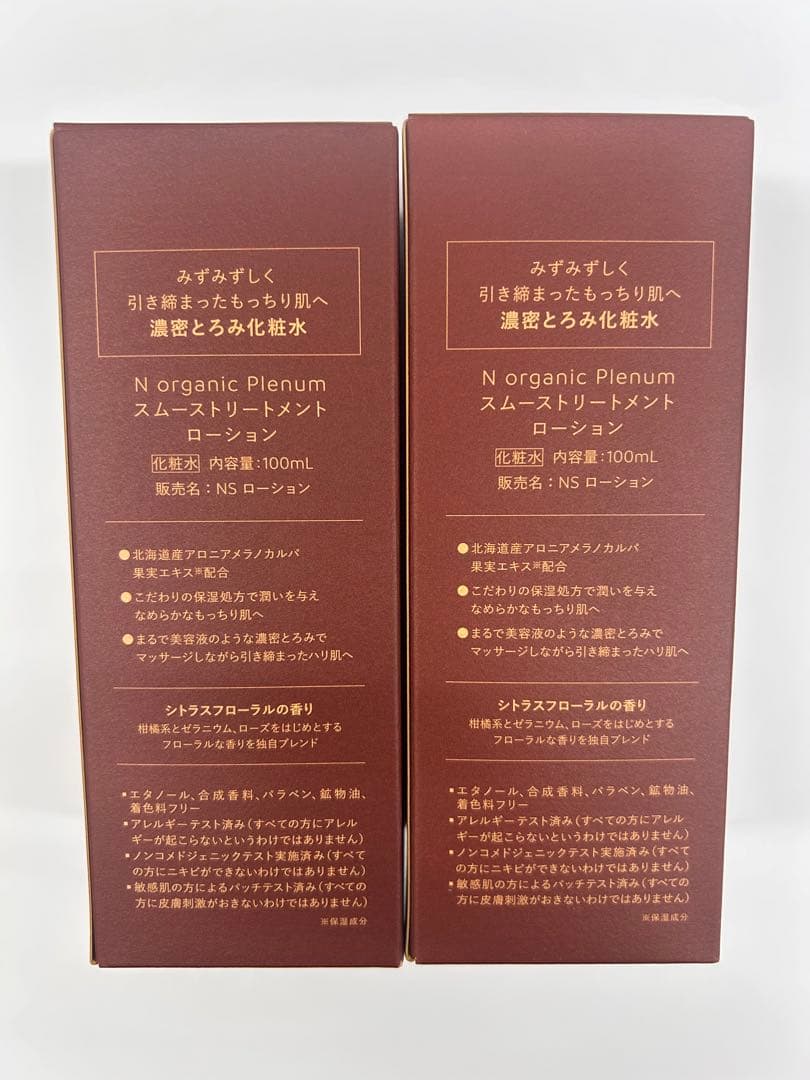 みずみずしく
引き締まったもっちり肌へ
濃密とろみ化粧水
N organic Plenum
スムーストリートメント
ローション
化粧水 内容量：100mL
販売名：NS ローション
●北海道産アロニアメラノカルパ
果実エキス※配合
●こだわりの保湿処方で潤いを与え
なめらかなもっちり肌へ
●まるで美容液のような濃密とろみで
マッサージしながら引き締まったハリ肌へ
シトラスフローラルの香り
柑橘系とゼラニウム、ローズをはじめとする
フローラルな香りを独自ブレンド
▪エタノール、合成香料、パラベン、鉱物油、
着色料フリー
▪アレルギーテスト済み（すべての方にアレル
ギーが起こらないというわけではありません）
▪ノンコメドジェニックテスト実施済み（すべて
の方にニキビができないわけではありません）
▪敏感肌の方によるパッチテスト済み（すべての
方に皮膚刺激がおきないわけではありません）
※保湿成分
みずみずしく
引き締まったもっちり肌へ
濃密とろみ化粧水
N organic Plenum
スムーストリートメント
ローション
化粧水 内容量：100mL
販売名：NS ローション
●北海道産アロニアメラノカルパ
果実エキス※配合
●こだわりの保湿処方で潤いを与え
なめらかなもっちり肌へ
●まるで美容液のような濃密とろみで
マッサージしながら引き締まったハリ肌へ
シトラスフローラルの香り
柑橘系とゼラニウム、ローズをはじめとする
フローラルな香りを独自ブレンド
▪エタノール、合成香料、パラベン、鉱物油、
着色料フリー
▪アレルギーテスト済み（すべての方にアレル
ギーが起こらないというわけではありません）
▪ノンコメドジェニックテスト実施済み（すべて
の方にニキビができないわけではありません）
▪敏感肌の方によるパッチテスト済み（すべての
方に皮膚刺激がおきないわけではありません）
※保湿成分